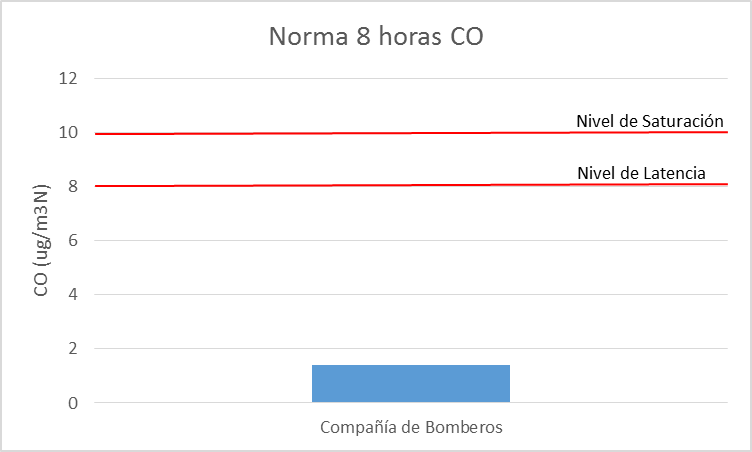 Norma 8 horas CO
12
Nivel de Saturación
10
Nivel de Latencia
8
6
CO (ug/m3N)
4
2
0
Compañía de Bomberos